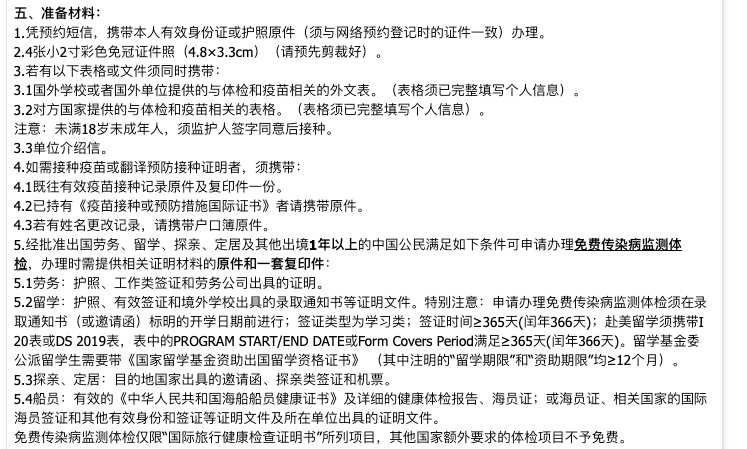 五、准备材料：
1.凭预约短信，携带本人有效身份证或护照原件（须与网络预约登记时的证件一致）办理。
2.4张小2寸彩色免冠证件照（4.8×3.3cm）（请预先剪裁好）。
3.若有以下表格或文件须同时携带：
3.1国外学校或者国外单位提供的与体检和疫苗相关的外文表。（表格须已完整填写个人信息）。
3.2对方国家提供的与体检和疫苗相关的表格。（表格须已完整填写个人信息）。
注意：未满18岁未成年人，须监护人签字同意后接种。
3.3单位介绍信。
4.如需接种疫苗或翻译预防接种证明者，须携带：
4.1既往有效疫苗接种记录原件及复印件一份。
4.2已持有《疫苗接种或预防措施国际证书》者请携带原件。
4.3若有姓名更改记录，请携带户口簿原件。
5.经批准出国劳务、留学、探亲、定居及其他出境1年以上的中国公民满足如下条件可申请办理免费传染病监测体
检，办理时需提供相关证明材料的原件和一套复印件：
5.1劳务：护照、工作类签证和劳务公司出具的证明。
5.2留学：护照、有效签证和境外学校出具的录取通知书等证明文件。特别注意：申请办理免费传染病监测体检须在录
取通知书（或邀请函）标明的开学日期前进行；签证类型为学习类；签证时间≥365天(闰年366天)；赴美留学须携带I
20表或DS 2019表，表中的PROGRAM START/END DATE或Form Covers Period满足≥365天(闰年366天)。留学基金委
公派留学生需要带《国家留学基金资助出国留学资格证书》 （其中注明的“留学期限”和“资助期限”均≥12个月）。
5.3探亲、定居：目的地国家出具的邀请函、探亲类签证和机票。
5.4船员：有效的《中华人民共和国海船船员健康证书》及详细的健康体检报告、海员证；或海员证、相关国家的国际
海员签证和其他有效身份和签证等证明文件及所在单位出具的证明文件。
免费传染病监测体检仅限“国际旅行健康检查证明书”所列项目，其他国家额外要求的体检项目不予免费。